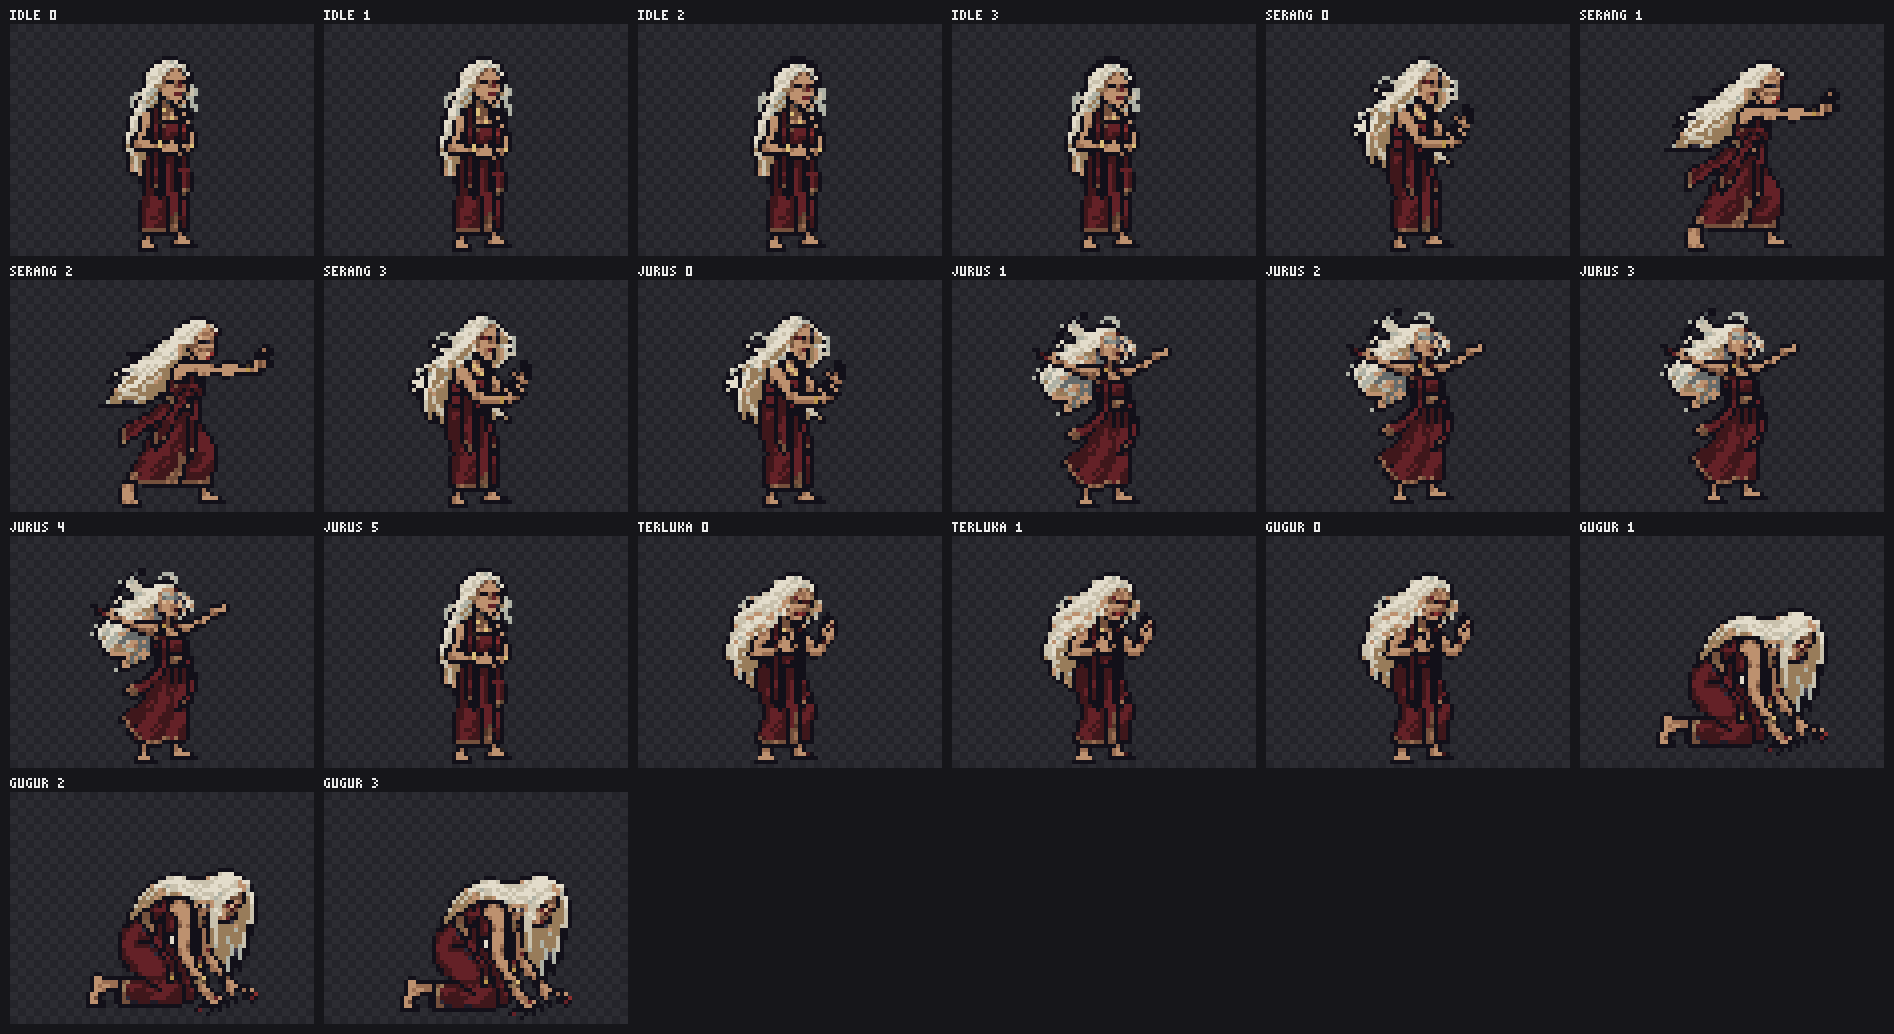 IDLE 0
IDLE 1
IDLE 2
IDLE 3
SERANG 0
SERANG 1
SERANG 2
SERANG 3
JURUS 0
JURUS 1
JURUS 2
JURUS 3
JURUS 4
JURUS 5
TERLUKA 0
TERLUKA 1
GUGUR 0
GUGUR 1
GUGUR 2
GUGUR 3